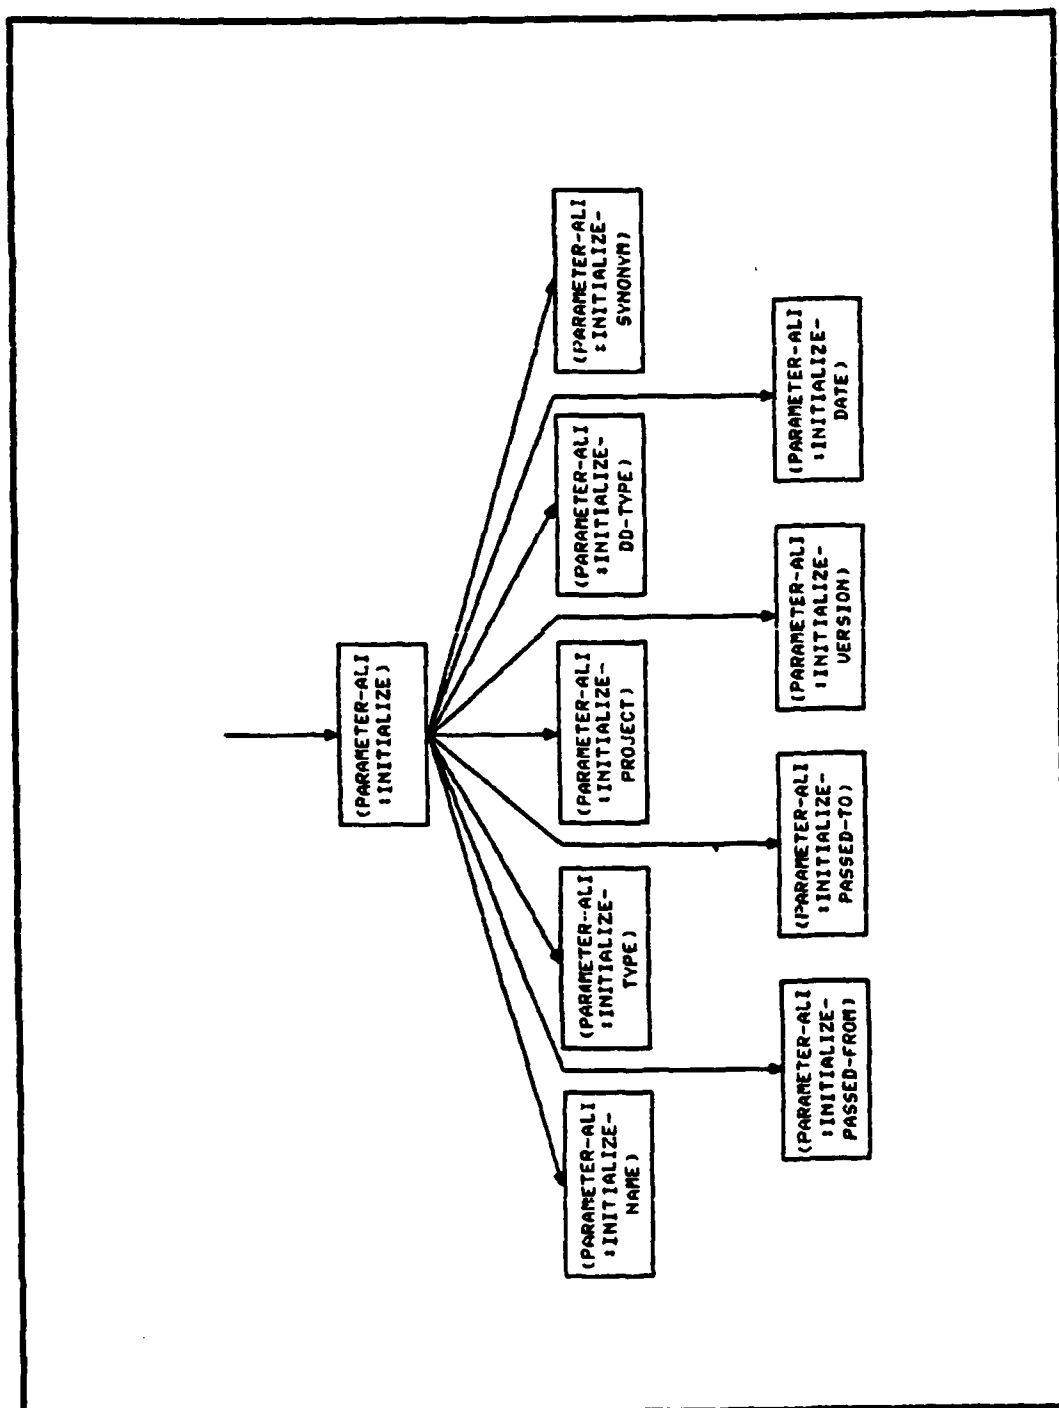 (PARAMETER-ALI
:INITIALIZE)
(PARAMETER-ALI
:INITIALIZE-
NAME)
(PARAMETER-ALI
:INITIALIZE-
TYPE)
(PARAMETER-ALI
:INITIALIZE-
PROJECT)
(PARAMETER-ALI
:INITIALIZE-
DD-TYPE)
(PARAMETER-ALI
:INITIALIZE-
SYNONYM)
(PARAMETER-ALI
:INITIALIZE-
PASSED-FROM)
(PARAMETER-ALI
:INITIALIZE-
PASSED-TO)
(PARAMETER-ALI
:INITIALIZE-
VERSION)
(PARAMETER-ALI
:INITIALIZE-
DATE)